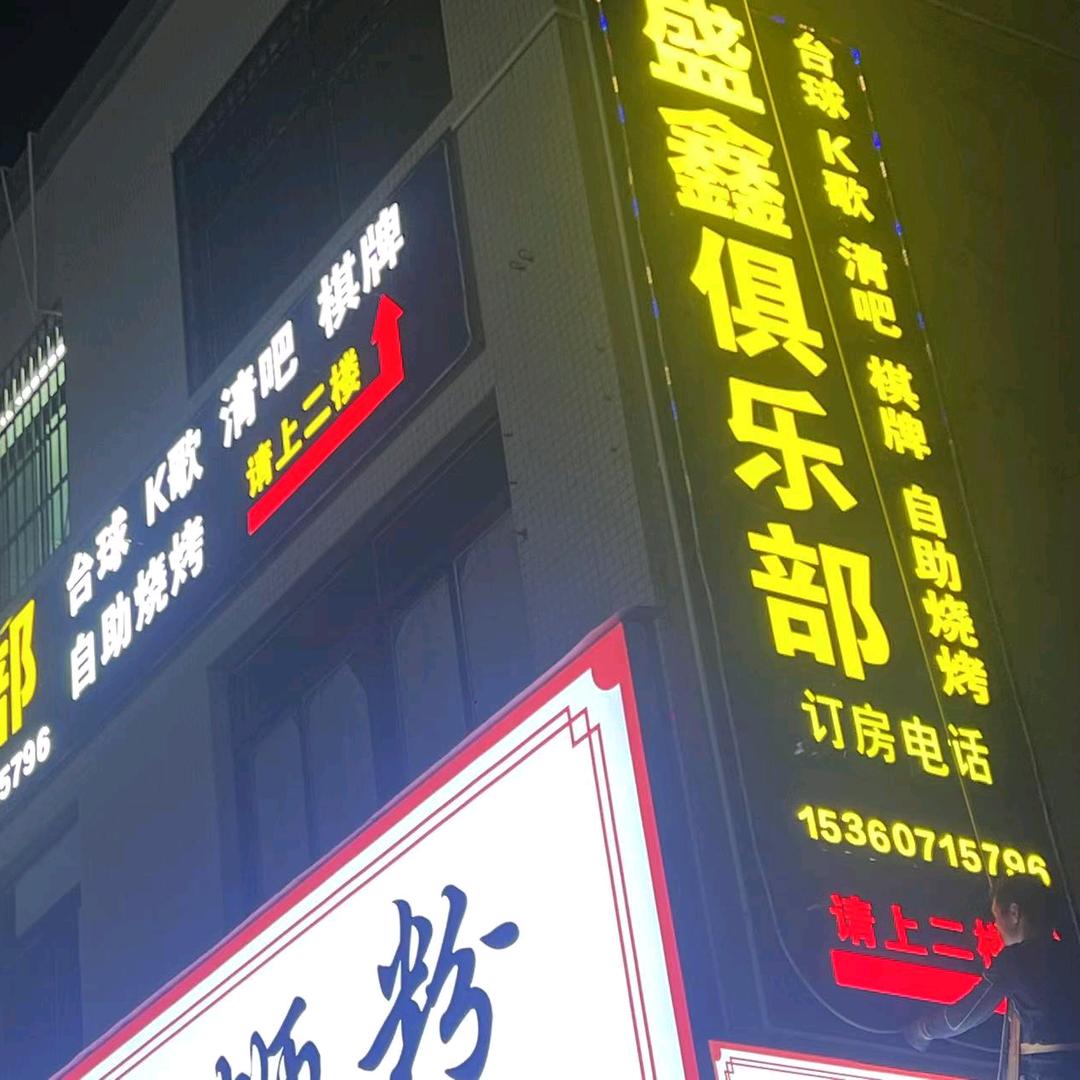 台球 K歌 清吧 棋牌
自助烧烤
请上二楼
部
5796
盛鑫俱乐部
台球 K歌 清吧 棋牌 自助烧烤
订房电话
15360715796
请上二楼
粉